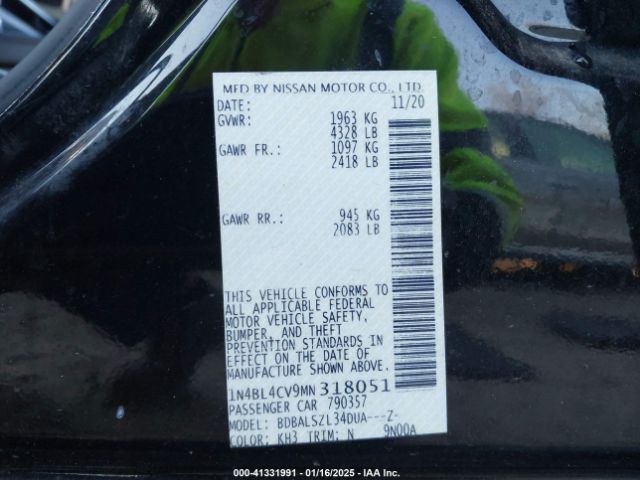 MFD BY NISSAN MOTOR CO., LTD.
DATE: 11/20
GVWR: 1963 KG
4328 LB
GAWR FR.: 1097 KG
2418 LB
GAWR RR.: 945 KG
2083 LB
THIS VEHICLE CONFORMS TO
ALL APPLICABLE FEDERAL
MOTOR VEHICLE SAFETY,
BUMPER, AND THEFT
PREVENTION STANDARDS IN
EFFECT ON THE DATE OF
MANUFACTURE SHOWN ABOVE.
1N4BL4CV9MN318051
PASSENGER CAR 790357
MODEL: BDBALSZL34DUA---Z-
COLOR: KH3 TRIM: N 9N00A
000-41331991 - 01/16/2025 - IAA Inc.